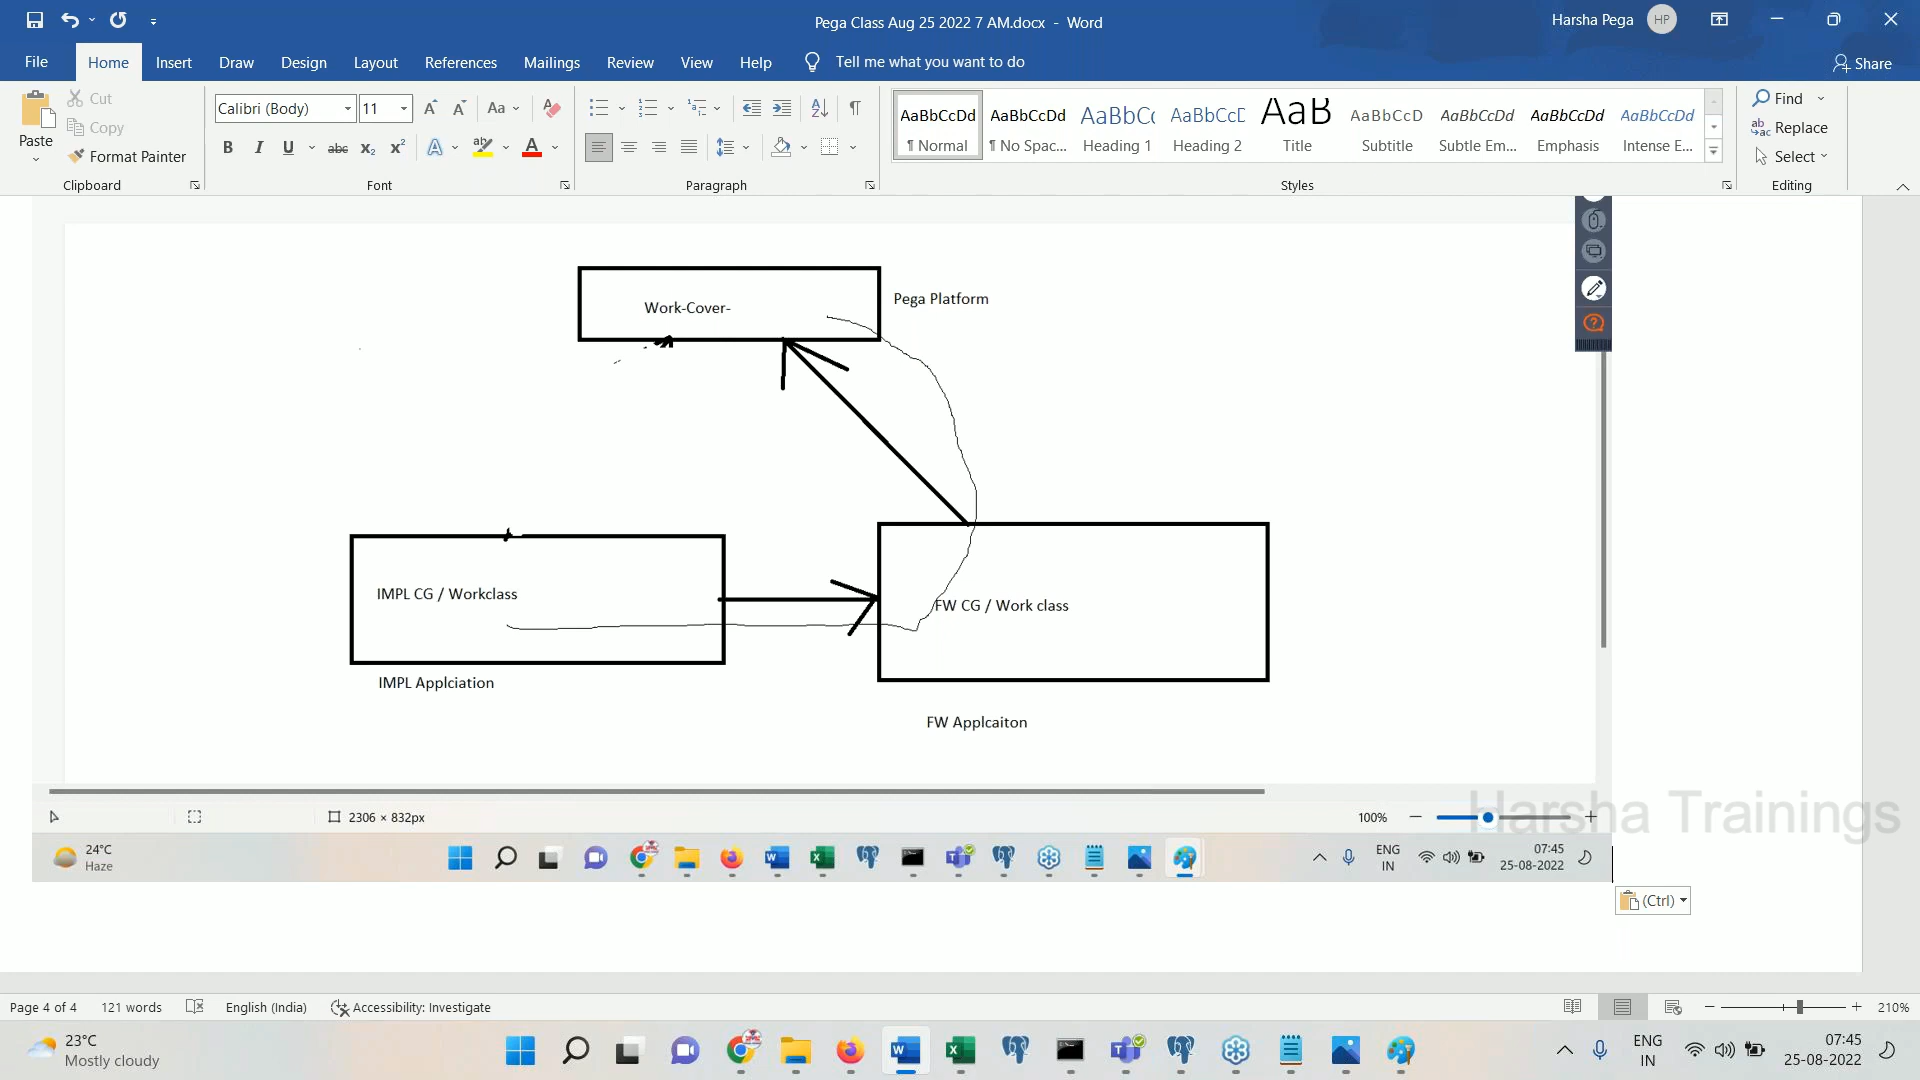 Pega Class Aug 25 2022 7 AM.docx - Word
Harsha Pega
HP
File
Home
Insert
Draw
Design
Layout
References
Mailings
Review
View
Help
Tell me what you want to do
Share
Paste
Cut
Copy
Format Painter
Clipboard
Calibri (Body)
11
Aa
B I U abc x₂ x² A A
Font
Paragraph
AaBbCcDd
¶ Normal
AaBbCcDd
¶ No Spac...
AaBbCc
Heading 1
AaBbCcD
Heading 2
AaB
Title
AaBbCcD
Subtitle
AaBbCcDd
Subtle Em...
AaBbCcDd
Emphasis
AaBbCcDd
Intense E...
Styles
Find
Replace
Select
Editing
Work-Cover-
Pega Platform
IMPL CG / Workclass
FW CG / Work class
IMPL Applciation
FW Applcaiton
2306 × 832px
100%
Harsha Trainings
24°C
Haze
ENG
IN
07:45
25-08-2022
(Ctrl)
Page 4 of 4
121 words
English (India)
Accessibility: Investigate
210%
23°C
Mostly cloudy
ENG
IN
07:45
25-08-2022